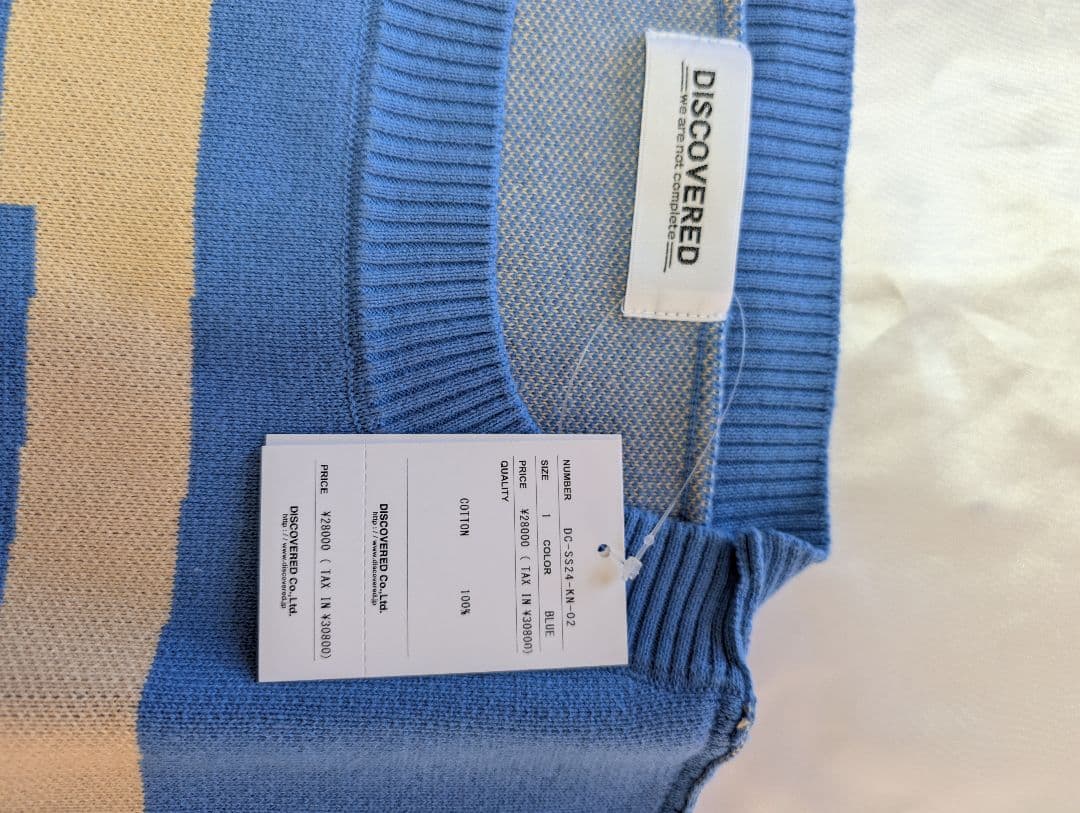 DISCOVERED
we are not complete
NUMBER DC-SS24-KN-02
SIZE 1 COLOR BLUE
PRICE ¥28000 ( TAX IN ¥30800)
QUALITY
COTTON 100%
DISCOVERED Co.,Ltd.
http://www.discovered.jp
PRICE ¥28000 ( TAX IN ¥30800)
DISCOVERED Co.,Ltd.
http://www.discovered.jp